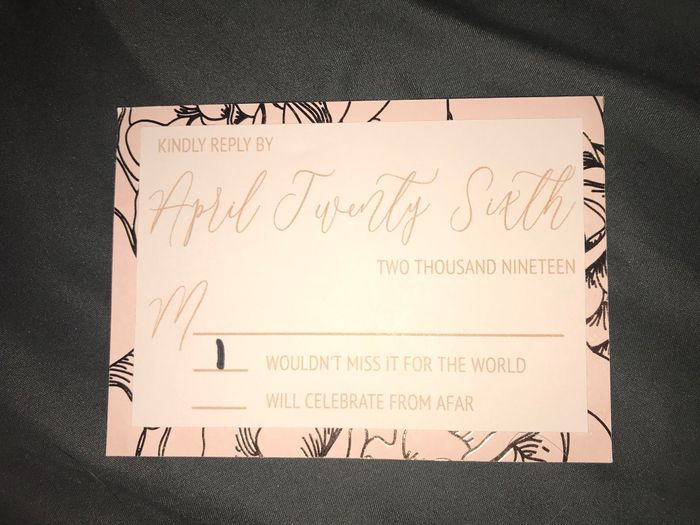 KINDLY REPLY BY
April Twenty Sixth
TWO THOUSAND NINETEEN
M
1 WOULDN'T MISS IT FOR THE WORLD
WILL CELEBRATE FROM AFAR